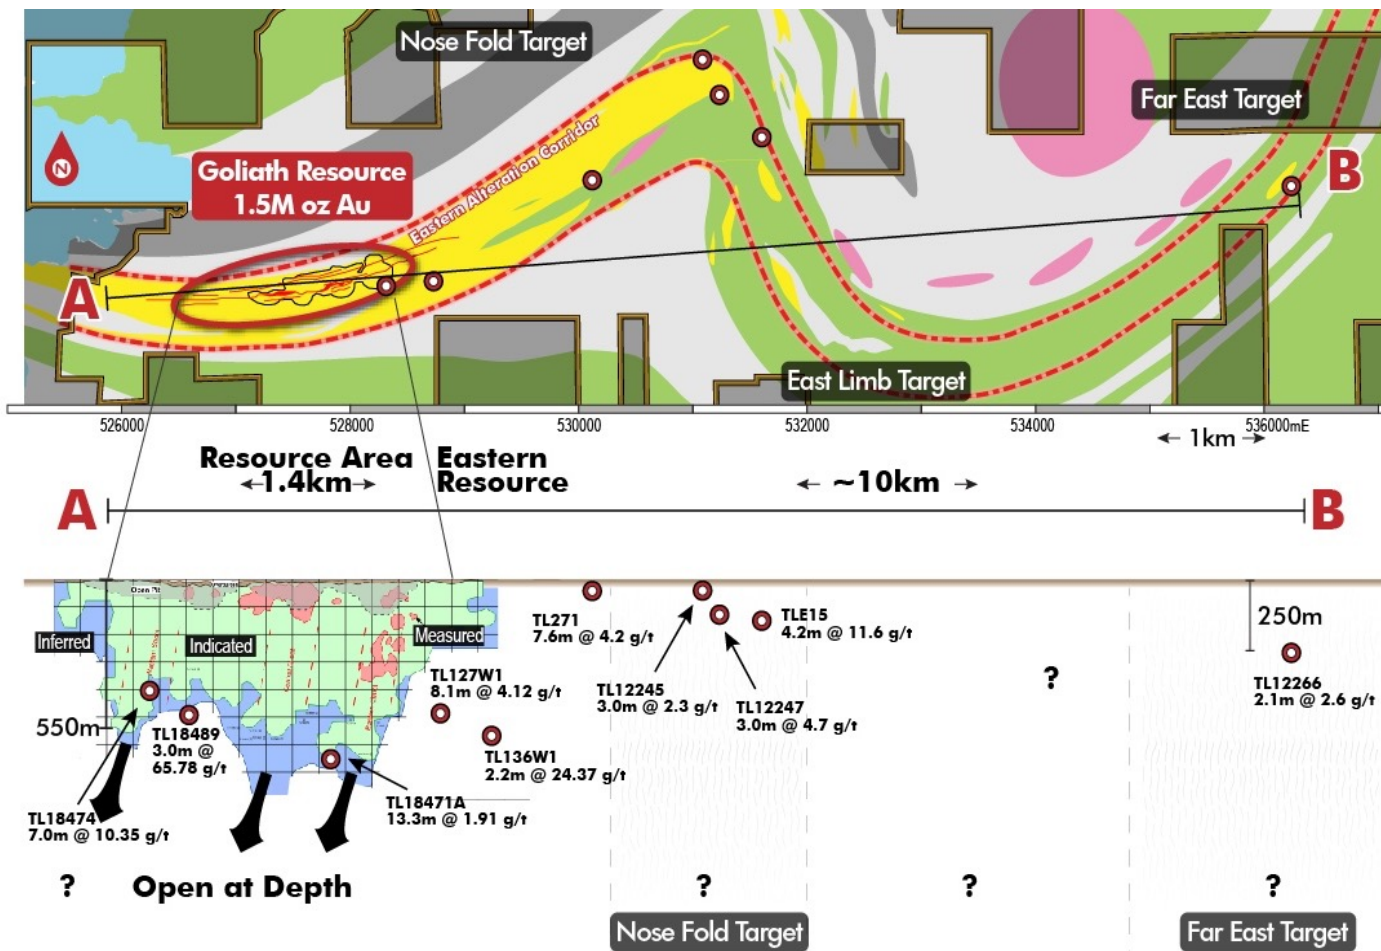 Nose Fold Target
Far East Target
N
Goliath Resource
1.5M oz Au
Eastern Alteration Corridor
A
B
East Limb Target
526000
528000
530000
532000
534000
536000mE
1km
Resource Area
1.4km
Eastern
Resource
~10km
A
B
Open Pit
Inferred
Indicated
Measured
550m
250m
TL271
7.6m @ 4.2 g/t
TLE15
4.2m @ 11.6 g/t
TL12245
3.0m @ 2.3 g/t
TL12247
3.0m @ 4.7 g/t
TL12266
2.1m @ 2.6 g/t
TL127W1
8.1m @ 4.12 g/t
TL136W1
2.2m @ 24.37 g/t
TL18489
3.0m @
65.78 g/t
TL18474
7.0m @ 10.35 g/t
TL18471A
13.3m @ 1.91 g/t
?
?
Open at Depth
?
?
?
Nose Fold Target
Far East Target